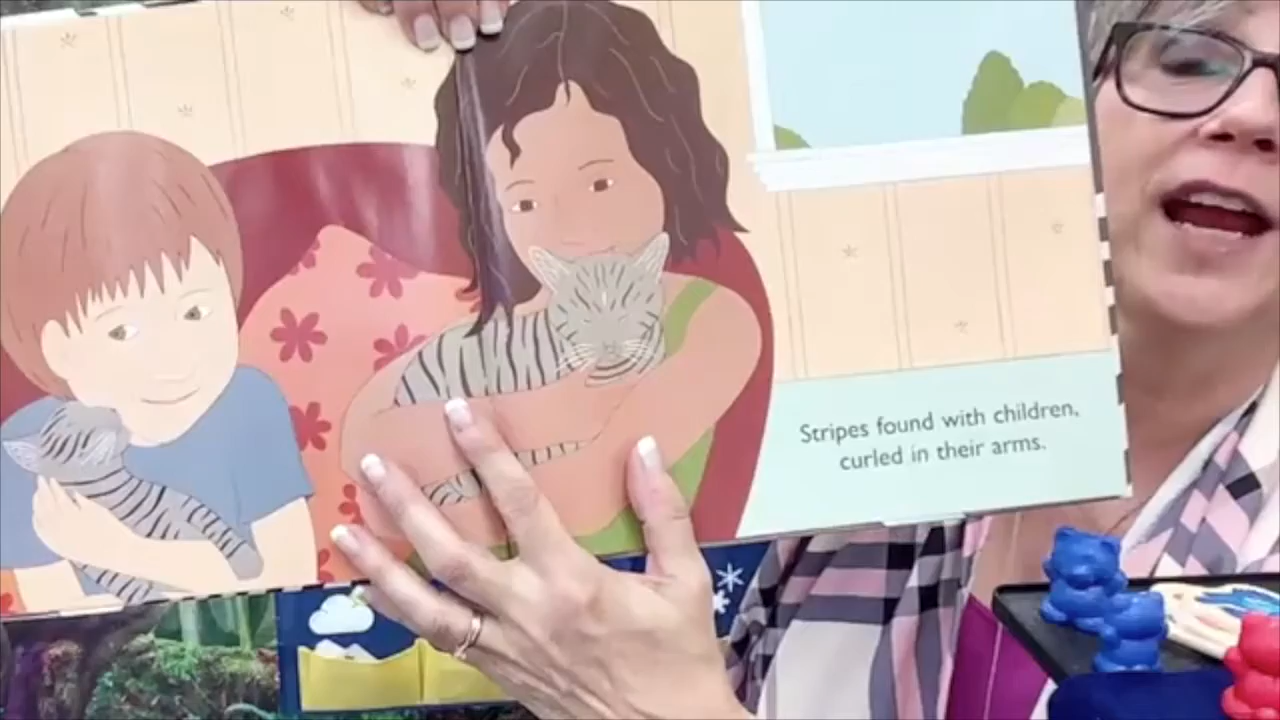 Stripes found with children,
curled in their arms.